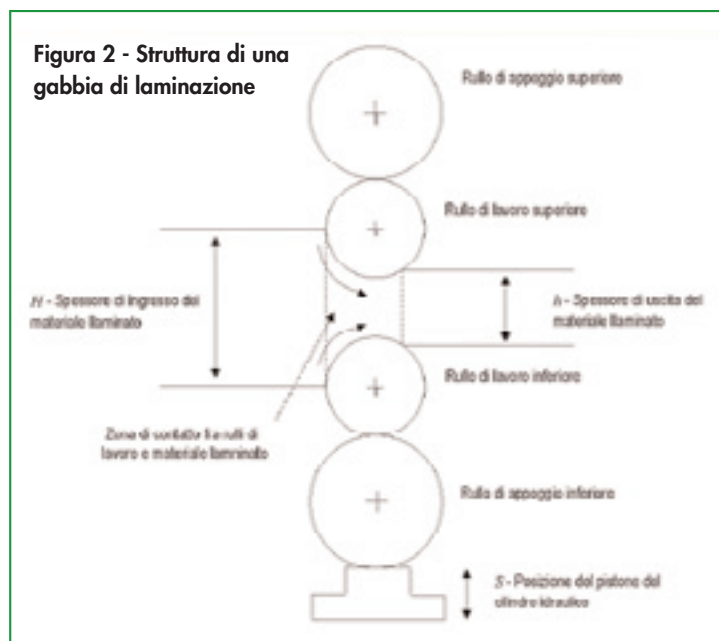 Figura 2 - Struttura di una
gabbia di laminazione
Rullo di appoggio superiore
Rullo di lavoro superiore
H - Spessore di ingresso del
materiale laminato
h - Spessore di uscita del
materiale laminato
Rullo di lavoro inferiore
Zona di contatto fra rulli di
lavoro e materiale laminato
Rullo di appoggio inferiore
S - Posizione del pistone del
cilindro idraulico